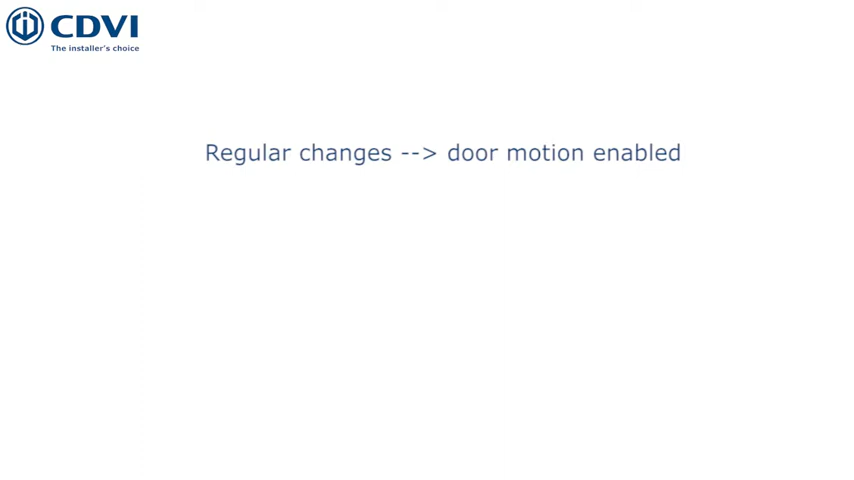 CDVI
The installer's choice
Regular changes --> door motion enabled